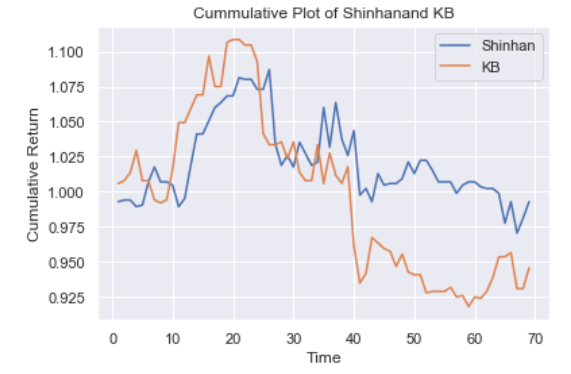 Cummulative Plot of Shinhanand KB
Shinhan
KB
Cumulative Return
1.100
1.075
1.050
1.025
1.000
0.975
0.950
0.925
0 10 20 30 40 50 60 70
Time